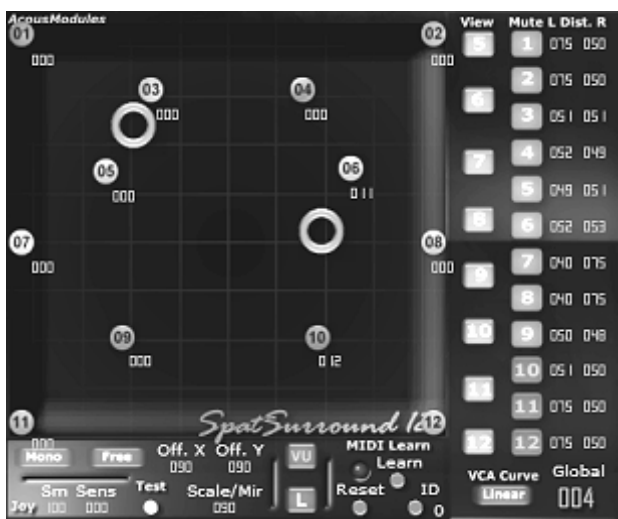 AcousModules
View Mute L Dist. R
01 02
000 000
5 1 075 050
2 075 050
03 04
6
000 000
3 051 051
7 4 052 049
05 06
000 011
5 049 051
8 6 052 053
07 08
000 000
7 040 075
9
8 040 075
09 10
000 012
10 9 050 048
10 051 050
11
11 075 050
11 SpatSurround 12
12 12 075 050
000
Mono Free Off. X Off. Y VU MIDI Learn
090 090
Learn
VCA Curve Global
Sm Sens Test Scale/Mir L Reset ID
Linear 004
Joy 100 000 090 0